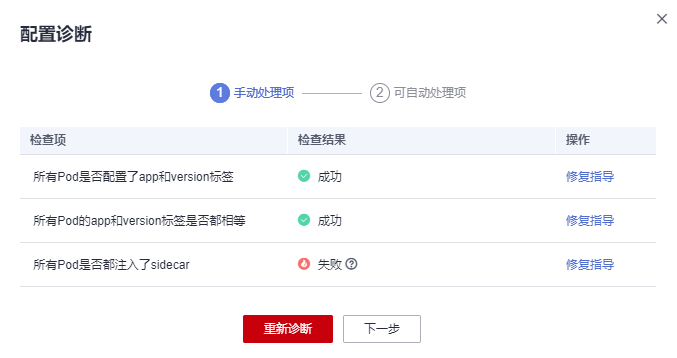 配置诊断
1 手动处理项 2 可自动处理项
检查项 检查结果 操作
所有Pod是否配置了app和version标签 成功 修复指导
所有Pod的app和version标签是否都相等 成功 修复指导
所有Pod是否都注入了sidecar 失败 修复指导
重新诊断 下一步